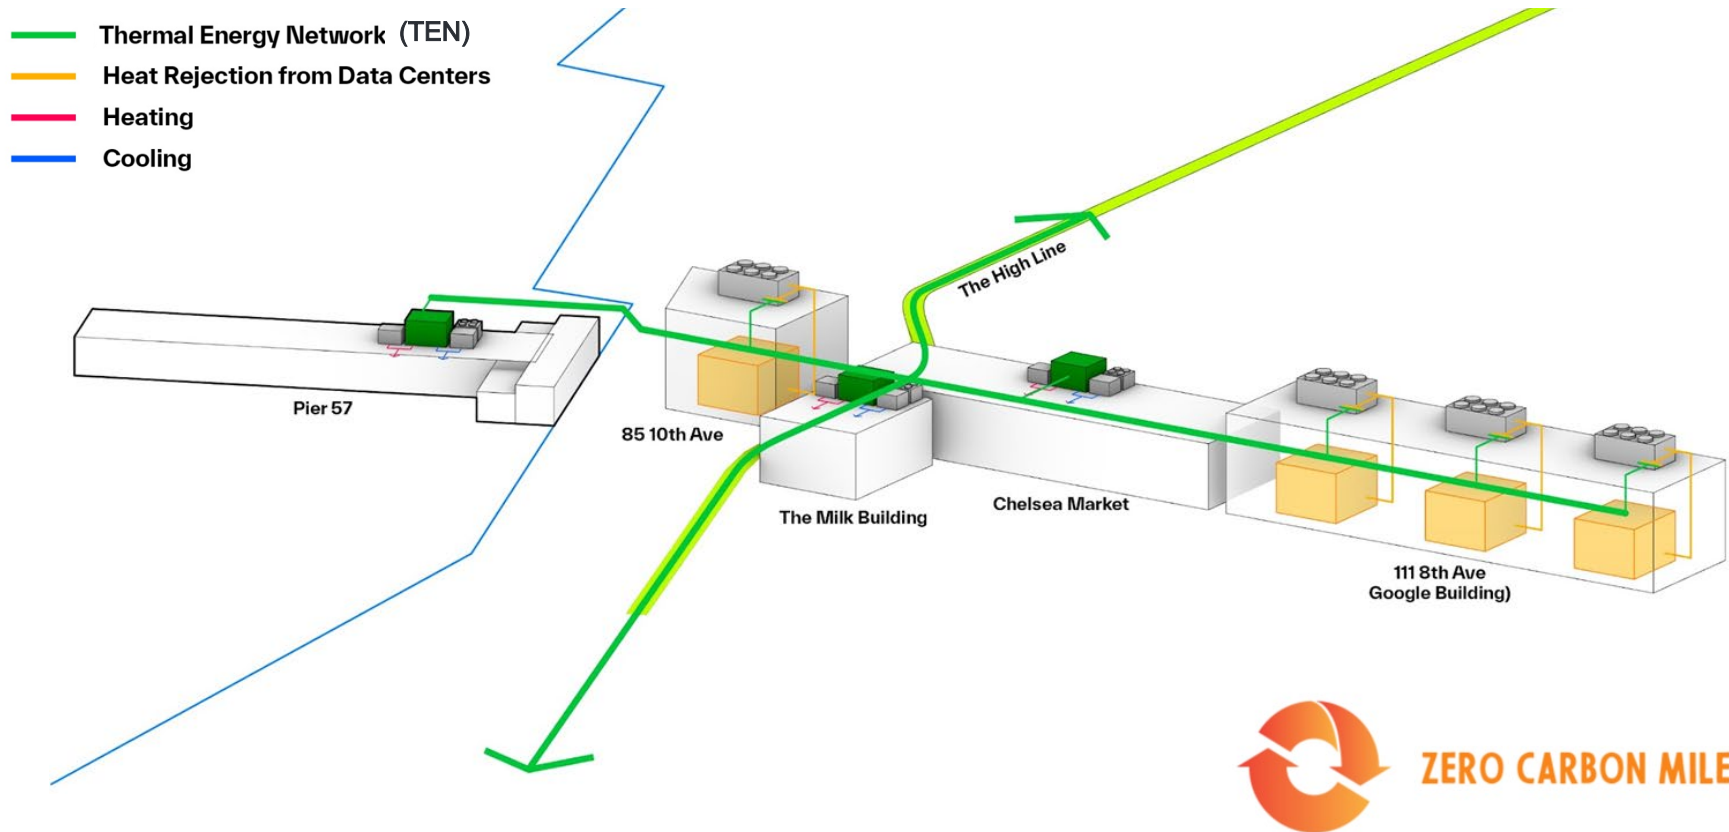 Thermal Energy Network (TEN)
Heat Rejection from Data Centers
Heating
Cooling
The High Line
Pier 57
85 10th Ave
The Milk Building
Chelsea Market
111 8th Ave
Google Building)
ZERO CARBON MILE